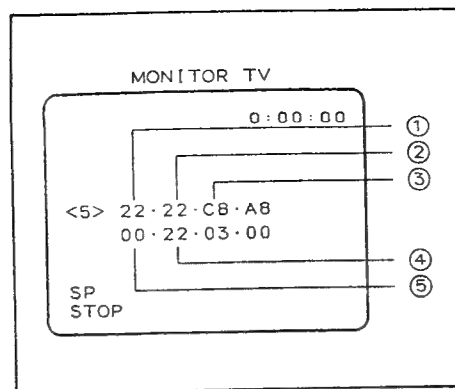 MONITOR TV
0:00:00
①
②
③
<5> 22·22·C8·A8
00·22·03·00
④
⑤
SP
STOP